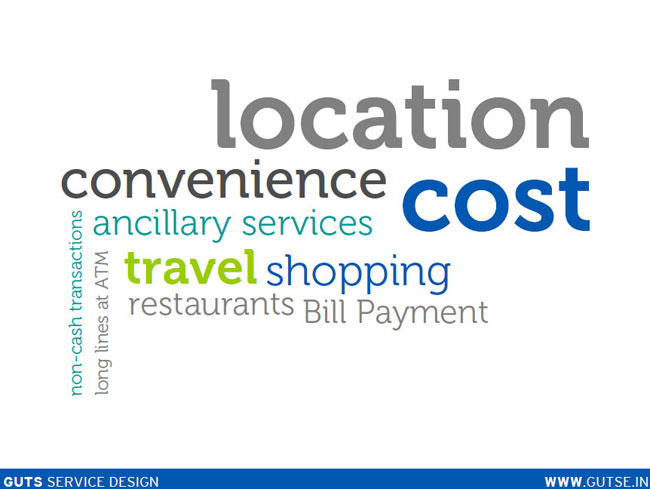 location
convenience
cost
ancillary services
travel
shopping
restaurants
Bill Payment
non-cash transactions
long lines at ATM
GUTS SERVICE DESIGN
WWW.GUTSE.IN